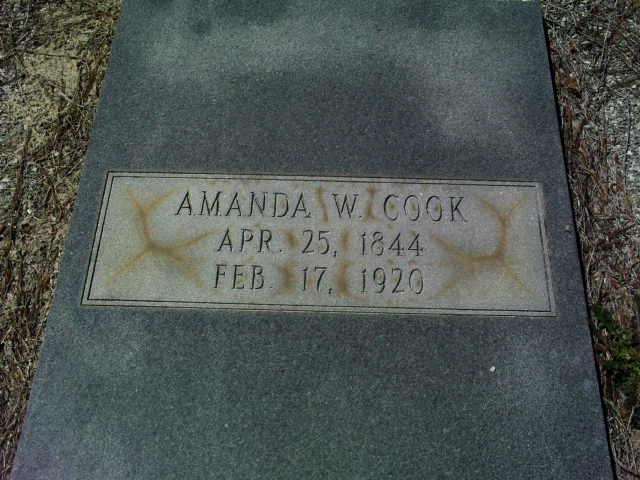 AMANDA W. COOK
APR. 25, 1844
FEB. 17, 1920